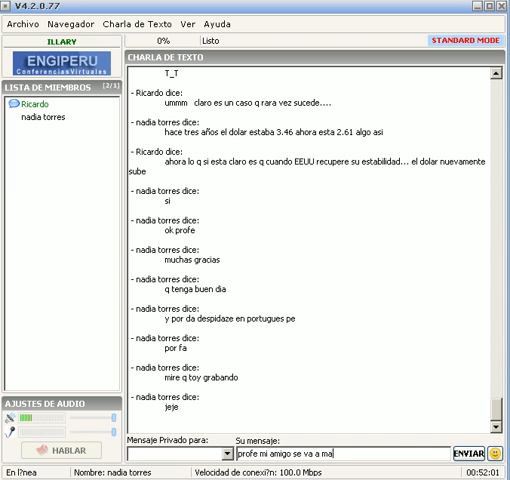 V4.2.0.77
Archivo Navegador Charla de Texto Ver Ayuda
ILLARY
0% Listo
STANDARD MODE
ENGIPERU
ConferenciasVirtuales
LISTA DE MIEMBROS [2/1]
Ricardo
nadia torres
CHARLA DE TEXTO
T_T
- Ricardo dice:
ummm claro es un caso q rara vez sucede....
- nadia torres dice:
hace tres años el dolar estaba 3.46 ahora esta 2.61 algo asi
- Ricardo dice:
ahora lo q si esta claro es q cuando EEUU recupere su estabilidad... el dolar nuevamente
sube
- nadia torres dice:
si
- nadia torres dice:
ok profe
- nadia torres dice:
muchas gracias
- nadia torres dice:
q tenga buen dia
- nadia torres dice:
y por da despidaze en portugues pe
- nadia torres dice:
por fa
- nadia torres dice:
mire q toy grabando
- nadia torres dice:
jeje
AJUSTES DE AUDIO
HABLAR
Mensaje Privado para: Su mensaje:
profe mi amigo se va a ma
ENVIAR
En l?nea Nombre: nadia torres Velocidad de conexi?n: 100.0 Mbps 00:52:01